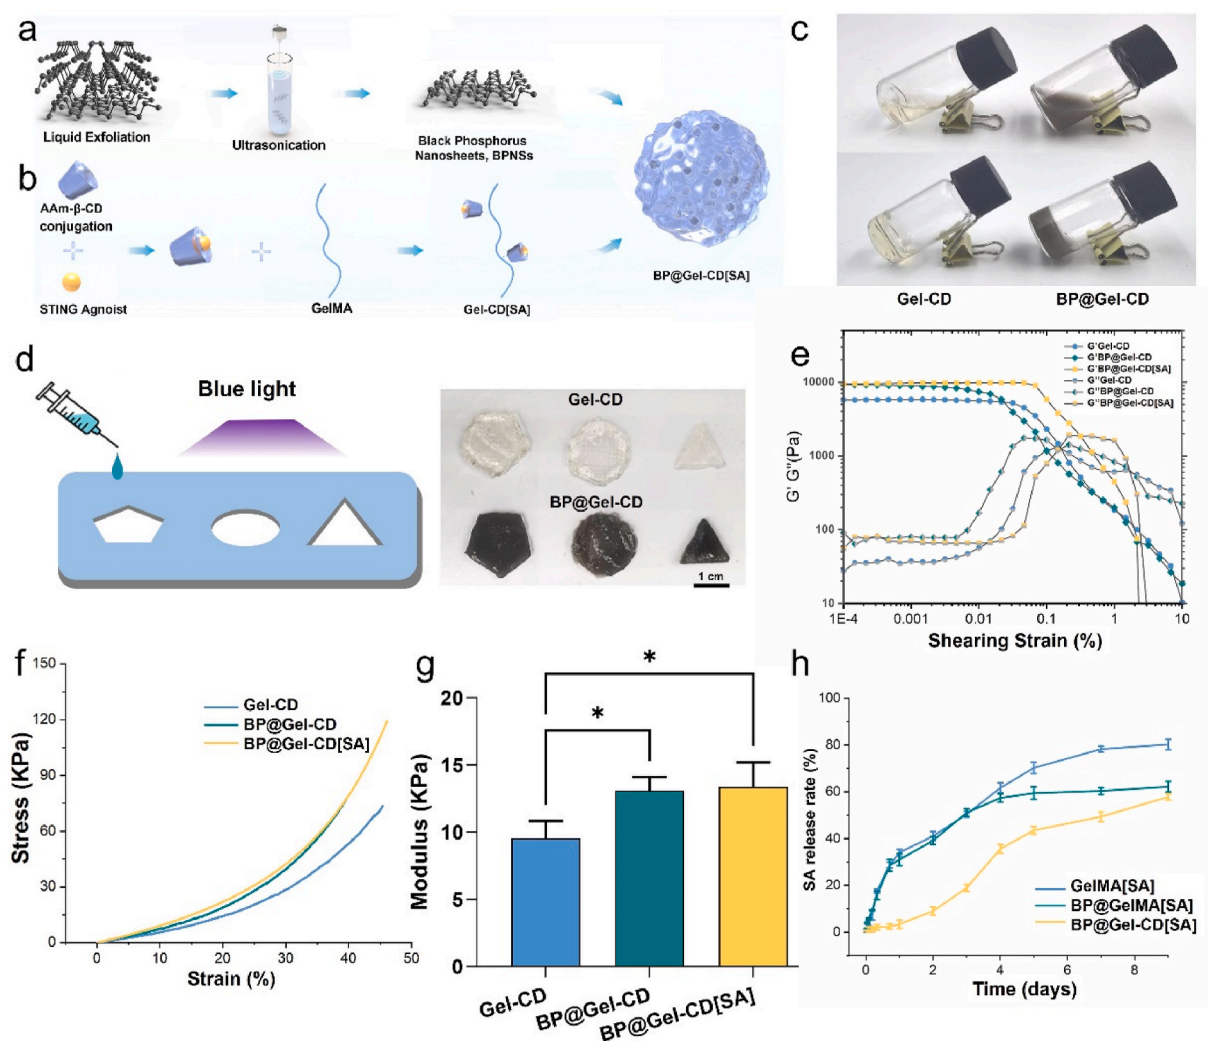 a
Liquid Exfoliation
Ultrasonication
Black Phosphorus
Nanosheets, BPNSs
b
AAm-β-CD
conjugation
STING Agnoist
GelMA
Gel-CD[SA]
BP@Gel-CD[SA]
c
Gel-CD
BP@Gel-CD
d
Blue light
Gel-CD
BP@Gel-CD
1 cm
e
G'Gel-CD
G'BP@Gel-CD
G'BP@Gel-CD[SA]
G''Gel-CD
G''BP@Gel-CD
G''BP@Gel-CD[SA]
G' G''(Pa)
10000
1000
100
10
1E-4
0.001
0.01
0.1
1
10
Shearing Strain (%)
f
Stress (KPa)
150
120
90
60
30
0
0
10
20
30
40
50
Strain (%)
Gel-CD
BP@Gel-CD
BP@Gel-CD[SA]
g
Modulus (KPa)
20
15
10
5
0
*
*
Gel-CD
BP@Gel-CD
BP@Gel-CD[SA]
h
SA release rate (%)
100
80
60
40
20
0
0
2
4
6
8
Time (days)
GelMA[SA]
BP@GelMA[SA]
BP@Gel-CD[SA]